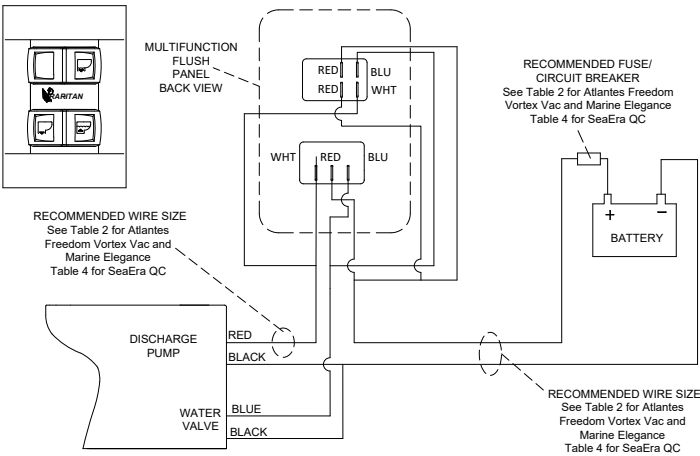 MULTIFUNCTION
FLUSH
PANEL
BACK VIEW
RED
BLU
RED
WHT
WHT
RED
BLU
RARITAN
RECOMMENDED FUSE/
CIRCUIT BREAKER
See Table 2 for Atlantes Freedom
Vortex Vac and Marine Elegance
Table 4 for SeaEra QC
+
−
BATTERY
RECOMMENDED WIRE SIZE
See Table 2 for Atlantes
Freedom Vortex Vac and
Marine Elegance
Table 4 for SeaEra QC
DISCHARGE
PUMP
RED
BLACK
WATER
VALVE
BLUE
BLACK
RECOMMENDED WIRE SIZE
See Table 2 for Atlantes
Freedom Vortex Vac and
Marine Elegance
Table 4 for SeaEra QC